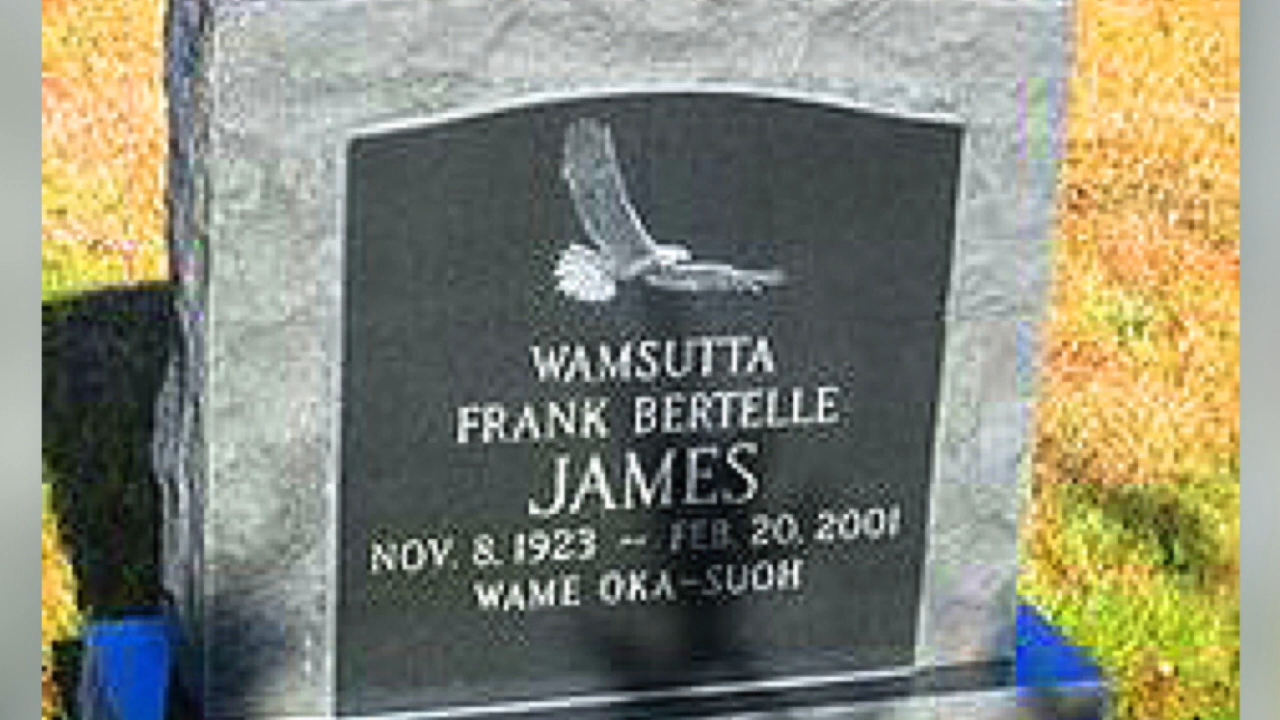 WAMSUTTA
FRANK BERTELLE
JAMES
NOV. 8, 1923 -- FEB 20, 2001
WAME OKA-SUOH